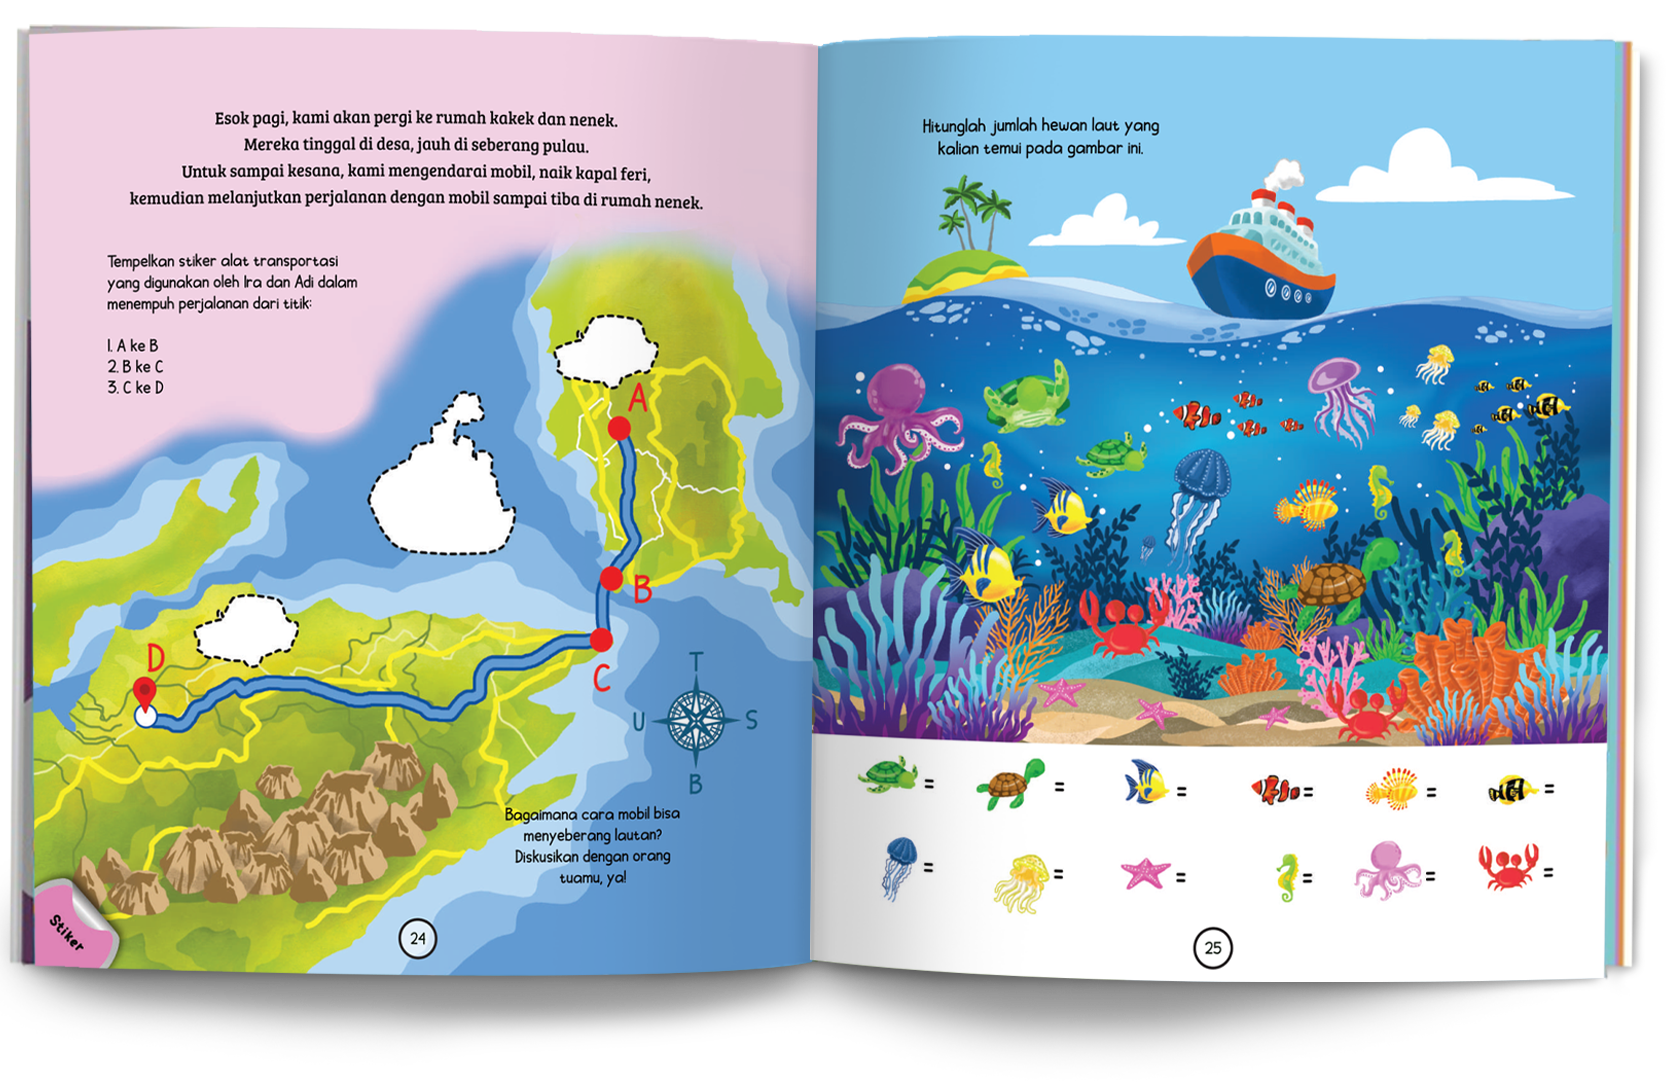 Esok pagi, kami akan pergi ke rumah kakek dan nenek.
Mereka tinggal di desa, jauh di seberang pulau.
Untuk sampai kesana, kami mengendarai mobil, naik kapal feri,
kemudian melanjutkan perjalanan dengan mobil sampai tiba di rumah nenek.
Tempelkan stiker alat transportasi
yang digunakan oleh Ira dan Adi dalam
menempuh perjalanan dari titik:
1. A ke B
2. B ke C
3. C ke D
A
B
C
D
T
U
S
B
Bagaimana cara mobil bisa
menyeberang lautan?
Diskusikan dengan orang
tuamu, ya!
Stiker
24
Hitunglah jumlah hewan laut yang
kalian temui pada gambar ini.
= = = = = =
= = = = = =
25